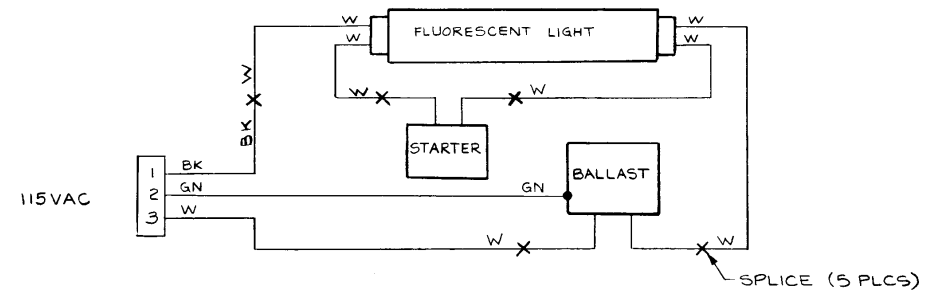 W
W
FLUORESCENT LIGHT
W
W
W
BK
W
W
STARTER
BALLAST
115VAC
1
BK
2
GN
GN
3
W
W
W
SPLICE (5 PLCS)